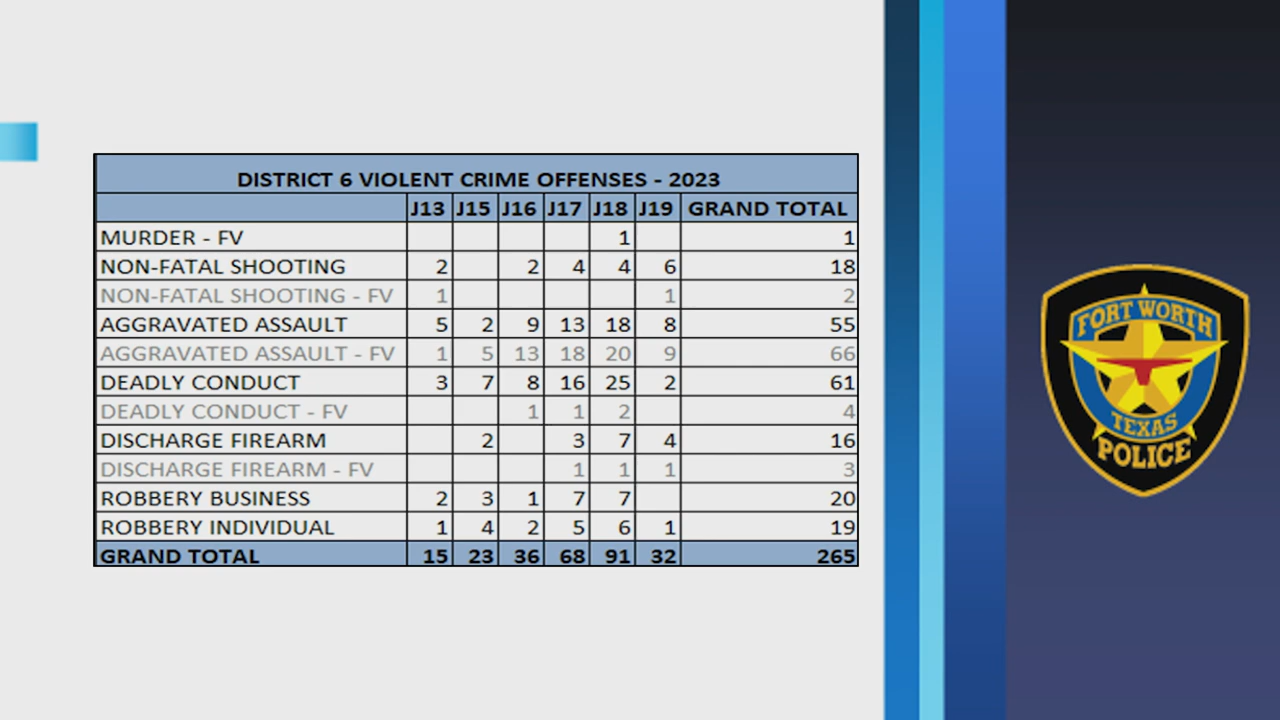 DISTRICT 6 VIOLENT CRIME OFFENSES - 2023
J13 J15 J16 J17 J18 J19 GRAND TOTAL
MURDER - FV 1 1
NON-FATAL SHOOTING 2 2 4 4 6 18
NON-FATAL SHOOTING - FV 1 1 2
AGGRAVATED ASSAULT 5 2 9 13 18 8 55
AGGRAVATED ASSAULT - FV 1 5 13 18 20 9 66
DEADLY CONDUCT 3 7 8 16 25 2 61
DEADLY CONDUCT - FV 1 1 2 4
DISCHARGE FIREARM 2 3 7 4 16
DISCHARGE FIREARM - FV 1 1 1 3
ROBBERY BUSINESS 2 3 1 7 7 20
ROBBERY INDIVIDUAL 1 4 2 5 6 1 19
GRAND TOTAL 15 23 36 68 91 32 265
FORT WORTH
TEXAS
POLICE